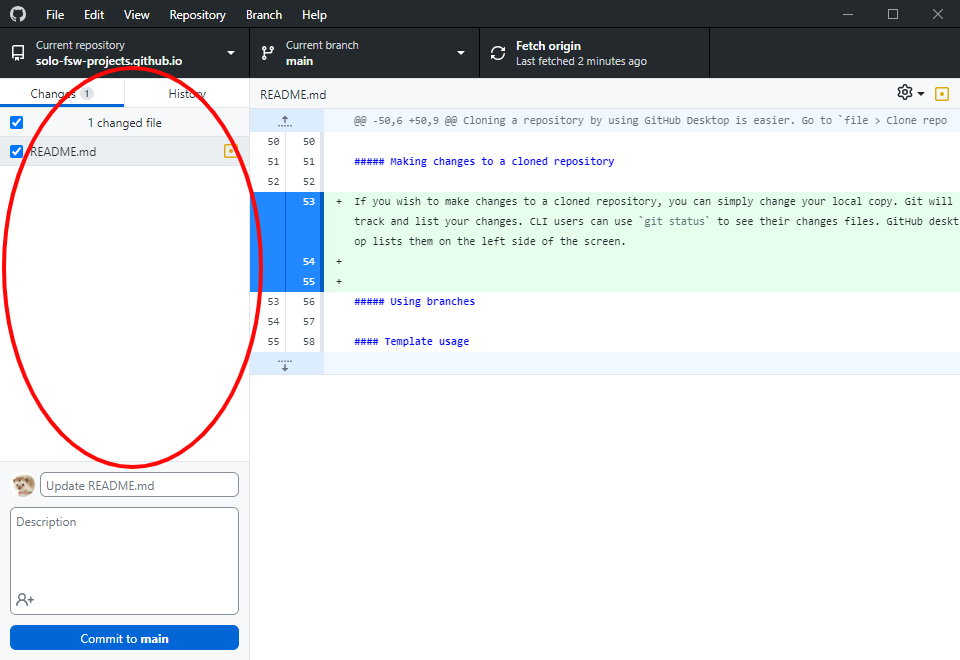 File Edit View Repository Branch Help
Current repository
solo-fsw-projects.github.io
Current branch
main
Fetch origin
Last fetched 2 minutes ago
Changes 1
History
1 changed file
README.md
README.md
@@ -50,6 +50,9 @@ Cloning a repository by using GitHub Desktop is easier. Go to `file > Clone repo
50 50
51 51 ##### Making changes to a cloned repository
52 52
53 + If you wish to make changes to a cloned repository, you can simply change your local copy. Git will
track and list your changes. CLI users can use `git status` to see their changes files. GitHub deskt
op lists them on the left side of the screen.
54 +
55 +
53 56 ##### Using branches
54 57
55 58 #### Template usage
Update README.md
Description
Commit to main